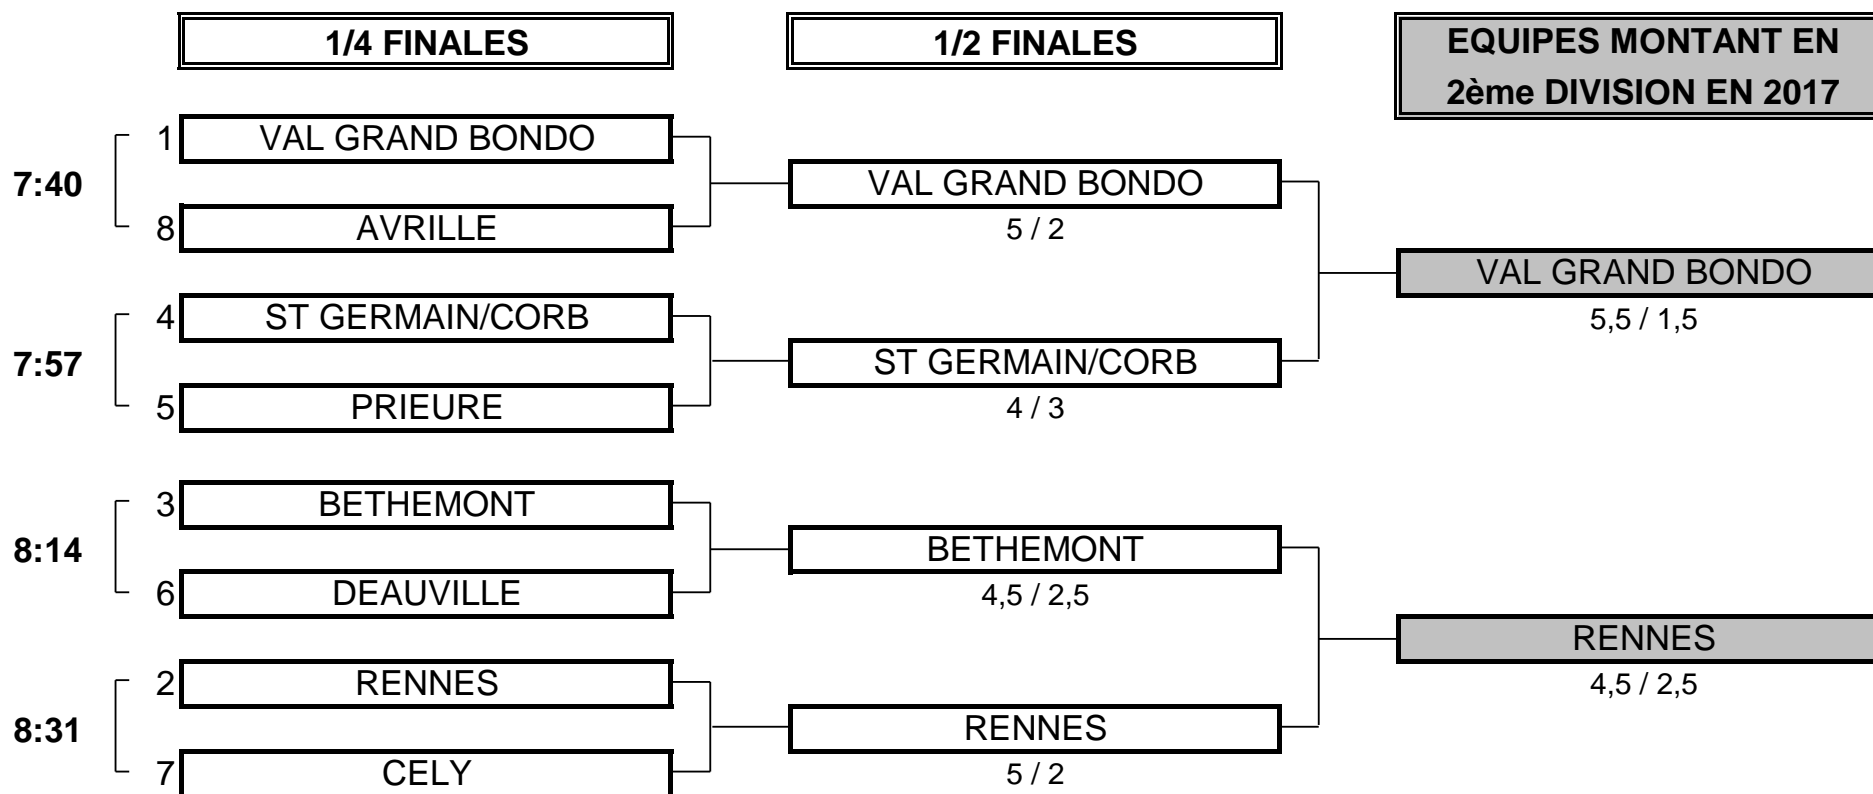 1/4 FINALES
1/2 FINALES
EQUIPES MONTANT EN
2ème DIVISION EN 2017
1 VAL GRAND BONDO
7:40
8 AVRILLE
VAL GRAND BONDO
5 / 2
4 ST GERMAIN/CORB
7:57
5 PRIEURE
ST GERMAIN/CORB
4 / 3
VAL GRAND BONDO
5,5 / 1,5
3 BETHEMONT
8:14
6 DEAUVILLE
BETHEMONT
4,5 / 2,5
2 RENNES
8:31
7 CELY
RENNES
5 / 2
RENNES
4,5 / 2,5